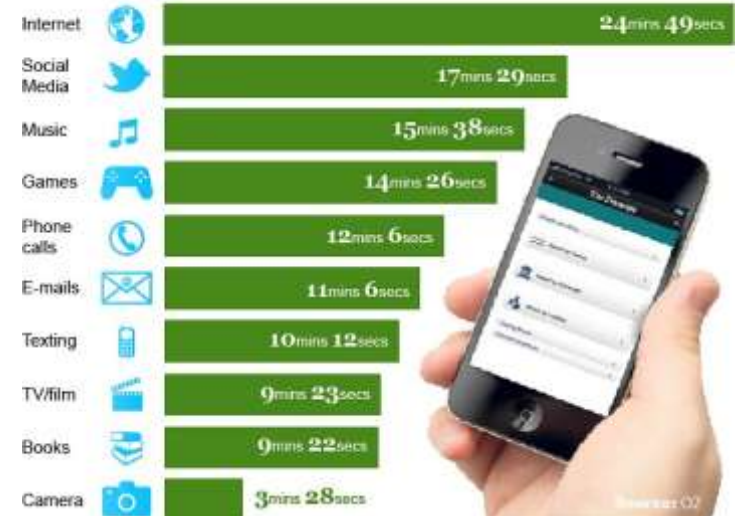 Internet
24mins 49secs
Social
Media
17mins 29secs
Music
15mins 38secs
Games
14mins 26secs
Phone
calls
12mins 6secs
E-mails
11mins 6secs
Texting
10mins 12secs
TV/film
9mins 23secs
Books
9mins 22secs
Camera
3mins 28secs
O2